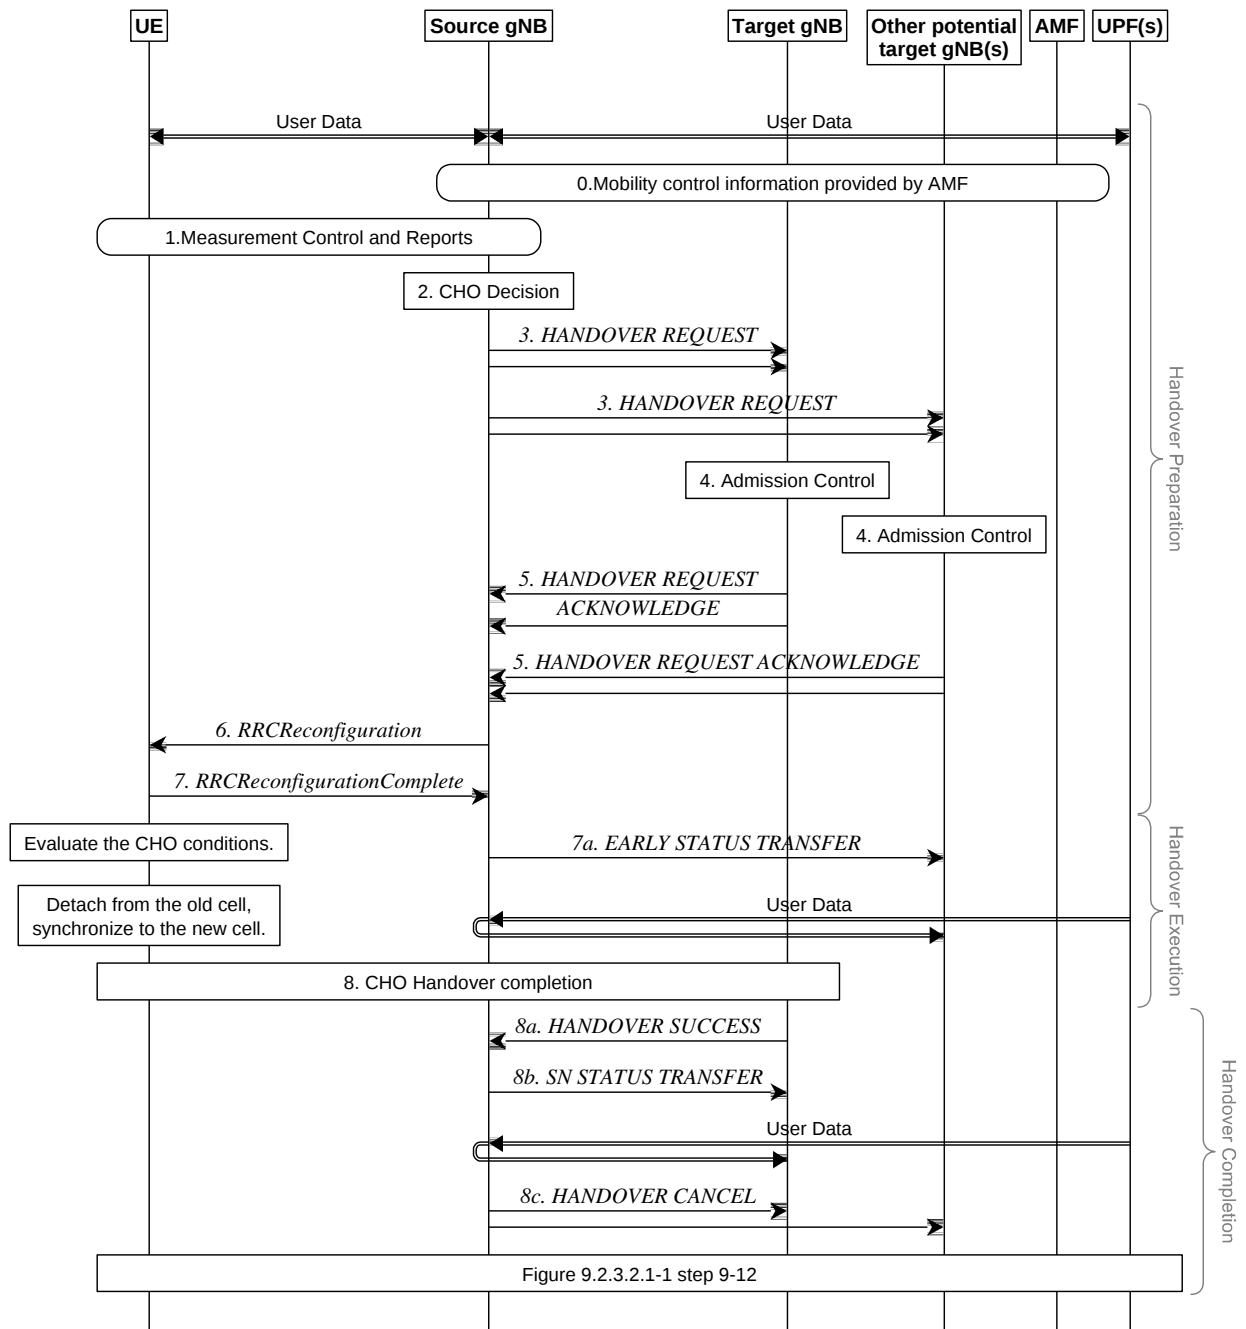 UE
Source gNB
Target gNB
Other potential
target gNB(s)
AMF
UPF(s)
User Data
User Data
0.Mobility control information provided by AMF
1.Measurement Control and Reports
2. CHO Decision
3. HANDOVER REQUEST
3. HANDOVER REQUEST
4. Admission Control
4. Admission Control
5. HANDOVER REQUEST
ACKNOWLEDGE
5. HANDOVER REQUEST ACKNOWLEDGE
6. RRCReconfiguration
7. RRCReconfigurationComplete
Handover Preparation
Evaluate the CHO conditions.
7a. EARLY STATUS TRANSFER
Detach from the old cell,
synchronize to the new cell.
User Data
8. CHO Handover completion
Handover Execution
8a. HANDOVER SUCCESS
8b. SN STATUS TRANSFER
User Data
8c. HANDOVER CANCEL
Figure 9.2.3.2.1-1 step 9-12
Handover Completion